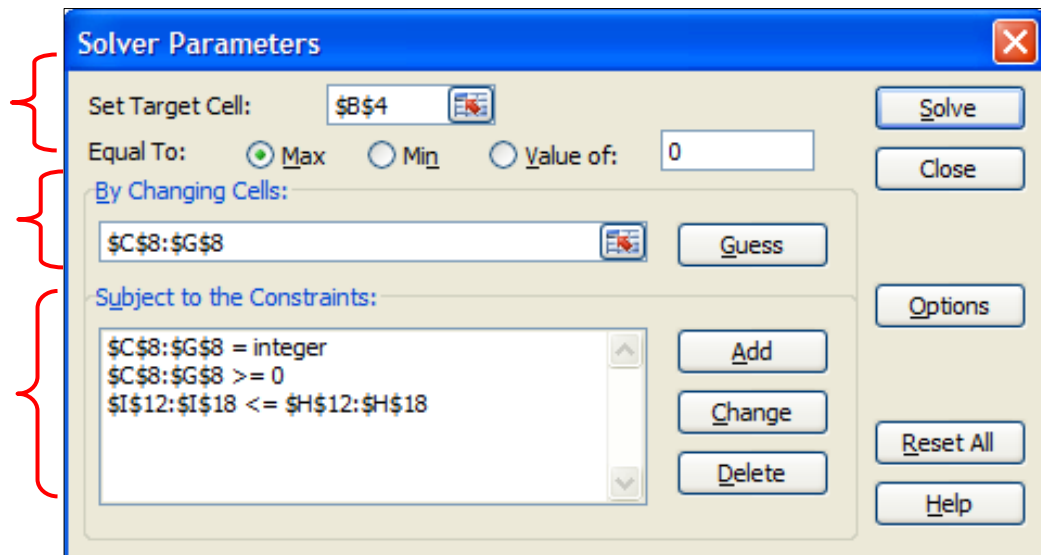 Solver Parameters
Set Target Cell: $B$4
Solve
Equal To: Max Min Value of: 0
Close
By Changing Cells:
$C$8:$G$8
Guess
Subject to the Constraints:
Options
$C$8:$G$8 = integer
$C$8:$G$8 >= 0
$I$12:$I$18 <= $H$12:$H$18
Add
Change
Delete
Reset All
Help